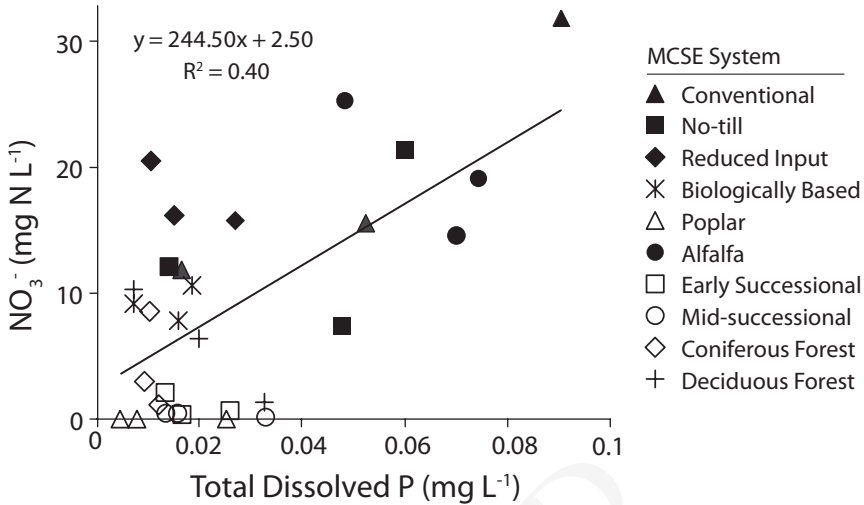 y = 244.50x + 2.50
R² = 0.40
30
20
10
0
NO₃⁻ (mg N L⁻¹)
0
0.02
0.04
0.06
0.08
0.1
Total Dissolved P (mg L⁻¹)
MCSE System
Conventional
No-till
Reduced Input
Biologically Based
Poplar
Alfalfa
Early Successional
Mid-successional
Coniferous Forest
Deciduous Forest